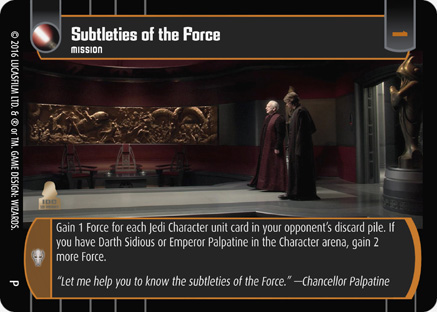 Subtleties of the Force
MISSION
© 2016 LUCASFILM LTD. & ® or TM. GAME DESIGN: WIZARDS.
Gain 1 Force for each Jedi Character unit card in your opponent's discard pile. If
you have Darth Sidious or Emperor Palpatine in the Character arena, gain 2
more Force.
"Let me help you to know the subtleties of the Force." —Chancellor Palpatine
P